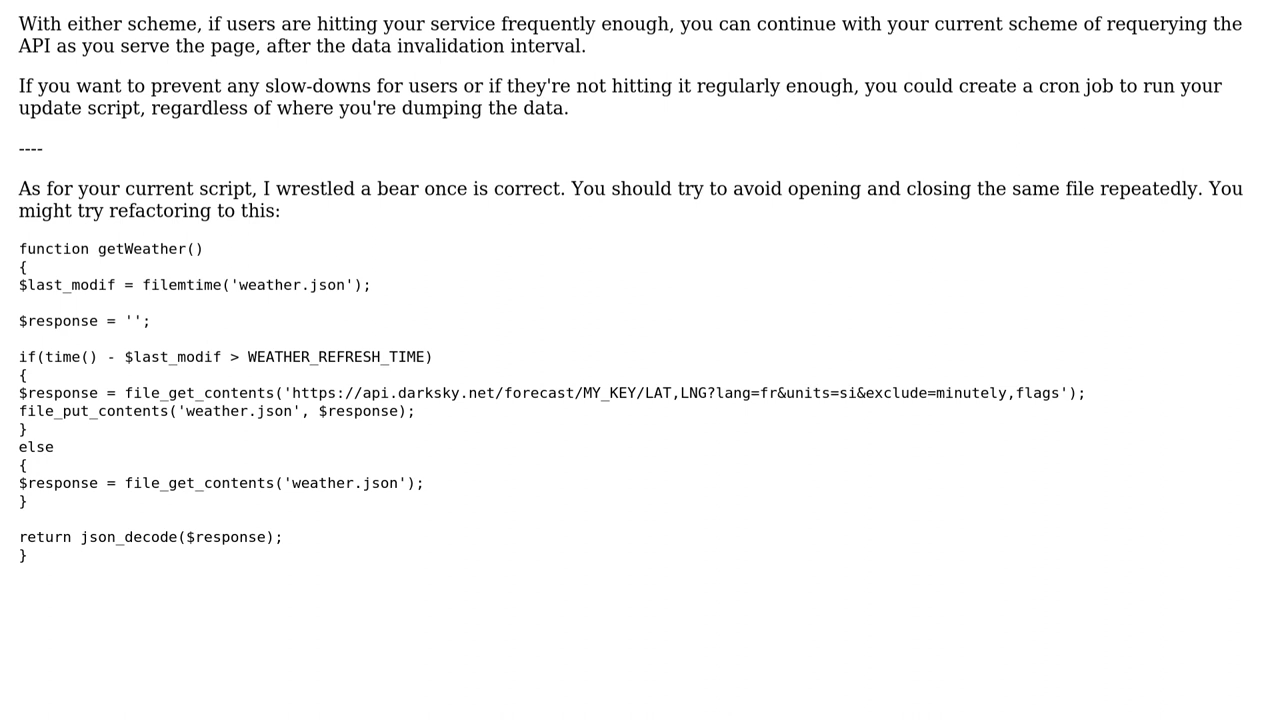 With either scheme, if users are hitting your service frequently enough, you can continue with your current scheme of requerying the
API as you serve the page, after the data invalidation interval.
If you want to prevent any slow-downs for users or if they're not hitting it regularly enough, you could create a cron job to run your
update script, regardless of where you're dumping the data.
----
As for your current script, I wrestled a bear once is correct. You should try to avoid opening and closing the same file repeatedly. You
might try refactoring to this:
function getWeather()
{
$last_modif = filemtime('weather.json');
$response = '';
if(time() - $last_modif > WEATHER_REFRESH_TIME)
{
$response = file_get_contents('https://api.darksky.net/forecast/MY_KEY/LAT,LNG?lang=fr&units=si&exclude=minutely,flags');
file_put_contents('weather.json', $response);
}
else
{
$response = file_get_contents('weather.json');
}
return json_decode($response);
}